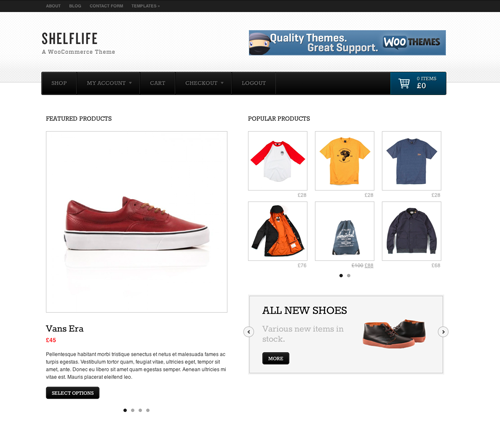 ABOUT BLOG CONTACT FORM TEMPLATES
SHELFLIFE
A WooCommerce Theme
Quality Themes.
Great Support.
WOOTHEMES
SHOP MY ACCOUNT CART CHECKOUT LOGOUT
0 ITEMS
£0
FEATURED PRODUCTS
POPULAR PRODUCTS
£28 £28 £28
£78 £88
Vans Era
£45
Pellentesque habitant morbi tristique senectus et netus et malesuada fames ac
turpis egestas. Vestibulum tortor quam, feugiat vitae, ultricies eget, tempor sit
amet, ante. Donec eu libero sit amet quam egestas semper. Aenean ultricies mi
vitae est. Mauris placerat eleifend leo.
SELECT OPTIONS
ALL NEW SHOES
Various new items in
stock.
MORE